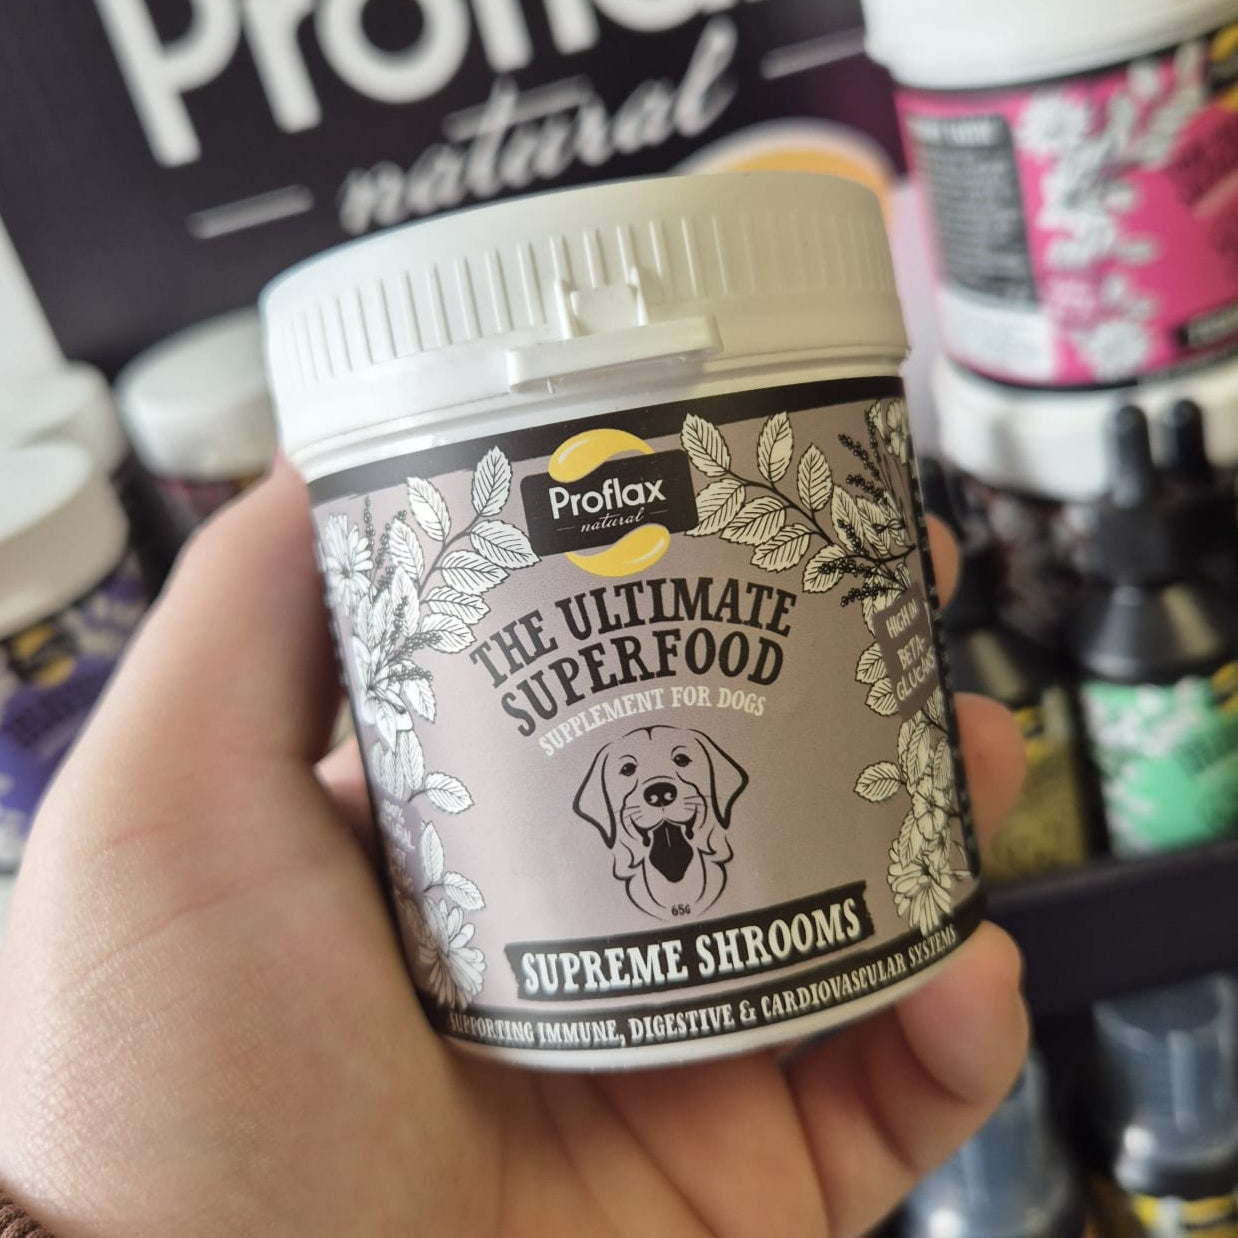 Proflax
natural
Proflax
natural
THE ULTIMATE
SUPERFOOD
SUPPLEMENT FOR DOGS
HIGH IN
BETA-
GLUCANS
65G
SUPREME SHROOMS
SUPPORTING IMMUNE, DIGESTIVE & CARDIOVASCULAR SYSTEMS